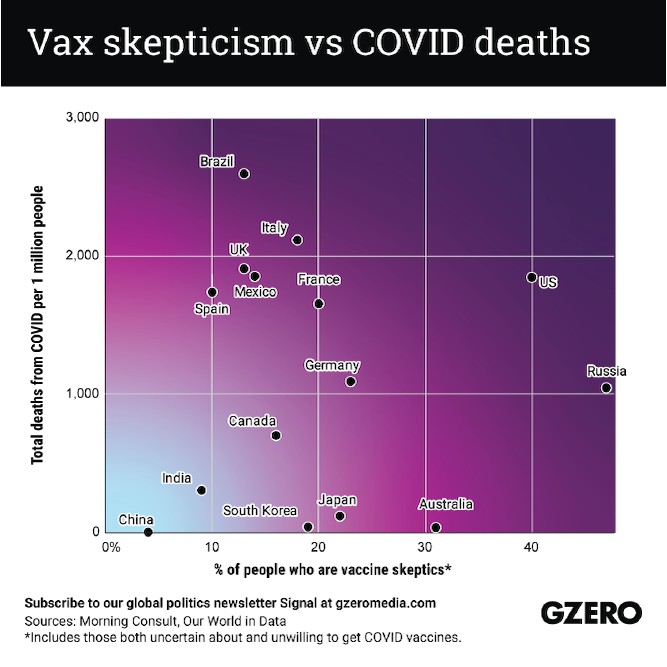 Vax skepticism vs COVID deaths
Total deaths from COVID per 1 million people
3,000
2,000
1,000
0
Brazil
Italy
UK
Mexico
France
Spain
US
Germany
Russia
Canada
India
South Korea
Japan
Australia
China
0%
10
20
30
40
% of people who are vaccine skeptics*
Subscribe to our global politics newsletter Signal at gzeromedia.com
Sources: Morning Consult, Our World in Data
*Includes those both uncertain about and unwilling to get COVID vaccines.
GZERO